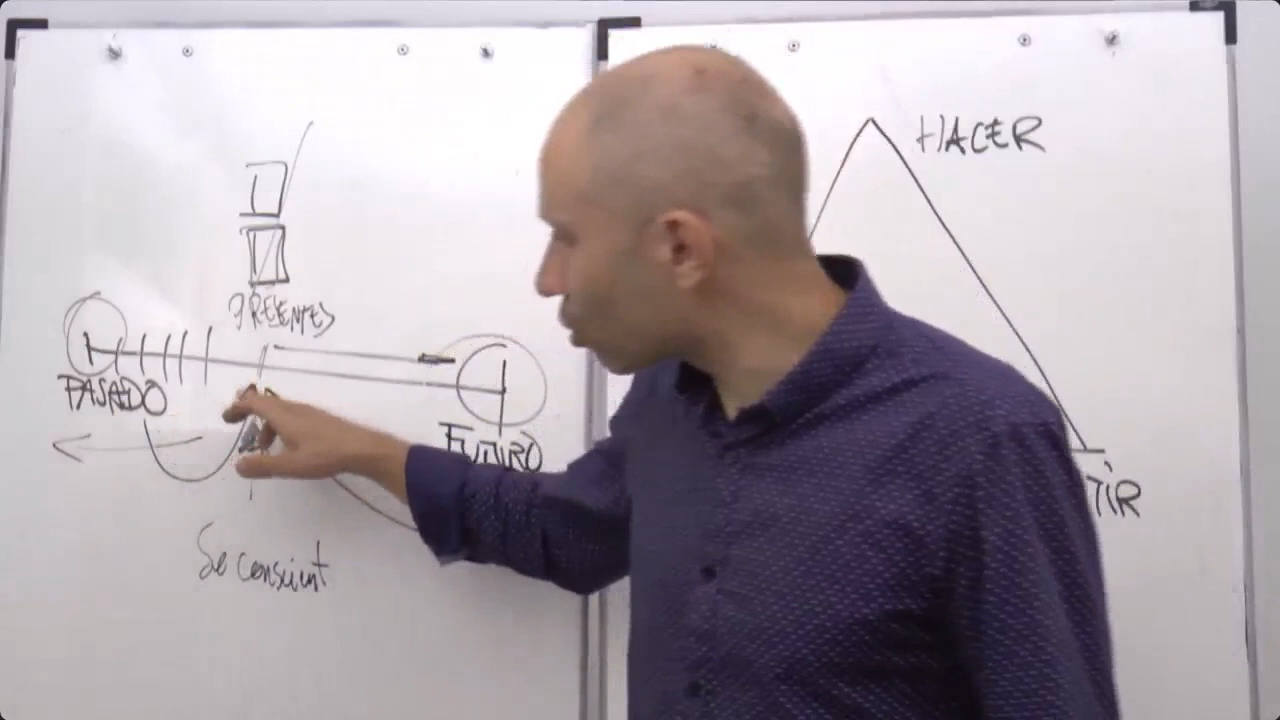 PRESENTES
PASADO
FUTURO
Se consient
HACER
TIR